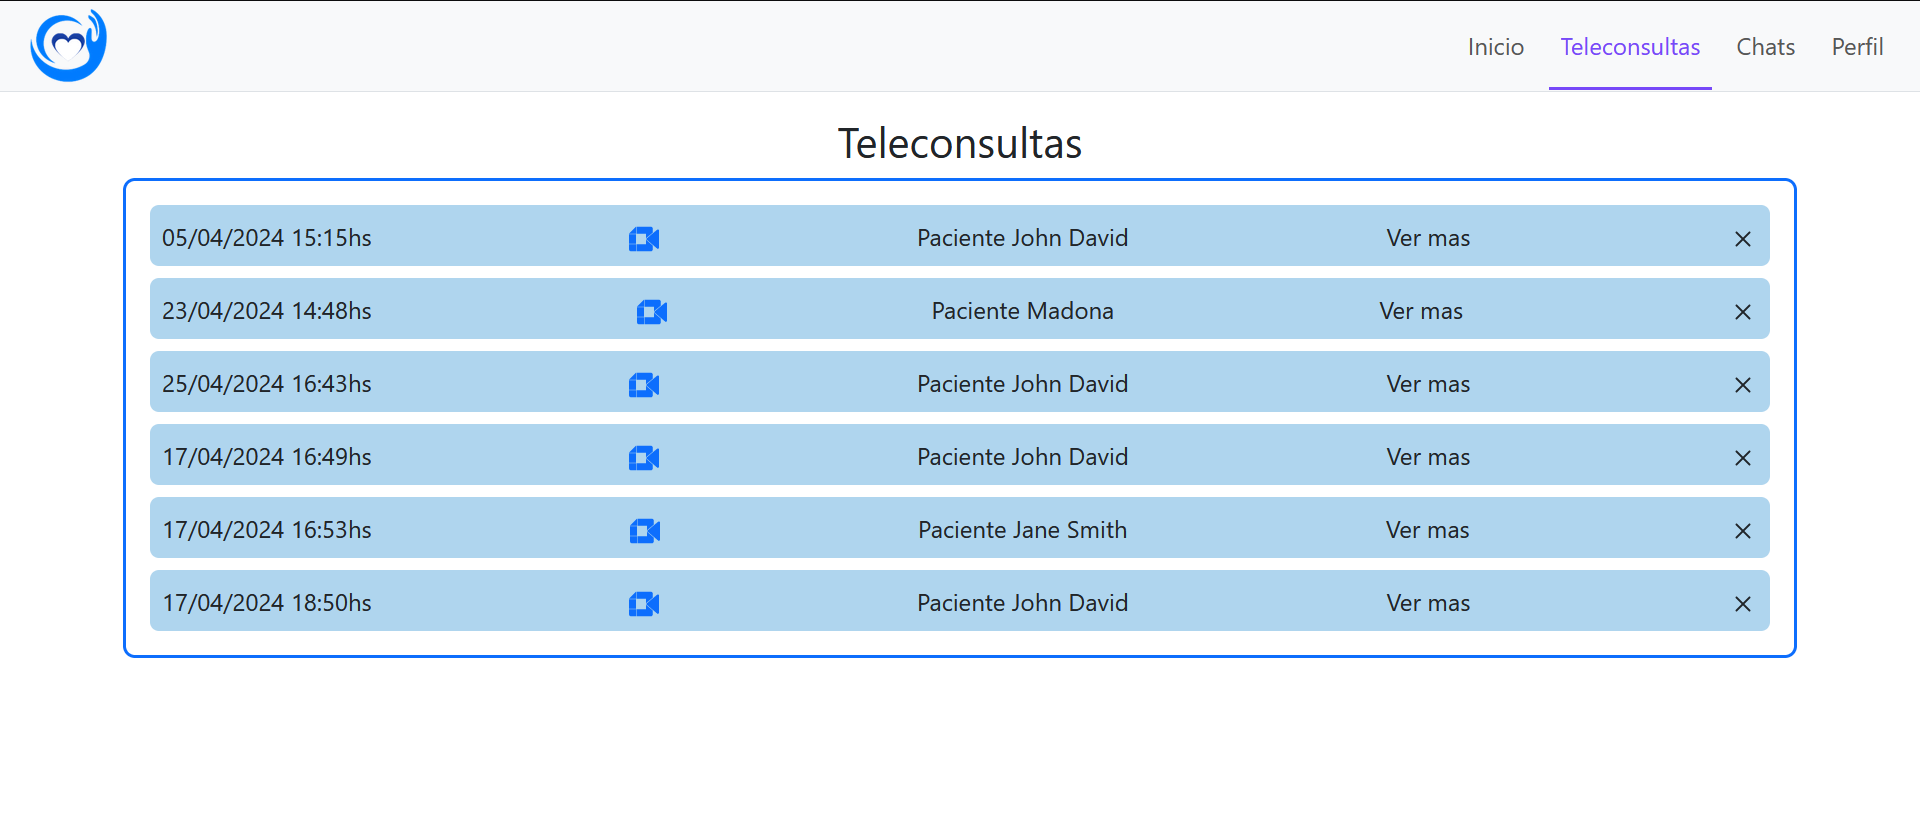 Inicio Teleconsultas Chats Perfil
Teleconsultas
05/04/2024 15:15hs Paciente John David Ver mas
23/04/2024 14:48hs Paciente Madona Ver mas
25/04/2024 16:43hs Paciente John David Ver mas
17/04/2024 16:49hs Paciente John David Ver mas
17/04/2024 16:53hs Paciente Jane Smith Ver mas
17/04/2024 18:50hs Paciente John David Ver mas